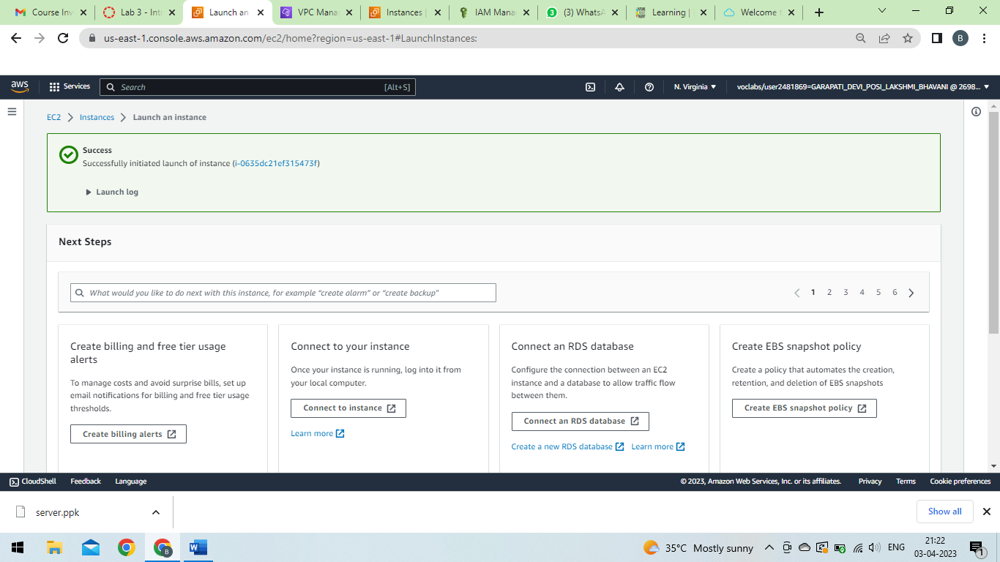 Course Inv
Lab 3 - Intr
Launch an
VPC Mana
Instances |
IAM Mana
(3) WhatsA
Learning | 
Welcome t
us-east-1.console.aws.amazon.com/ec2/home?region=us-east-1#LaunchInstances:
B
aws
Services
Search
[Alt+S]
N. Virginia
voclabs/user2481869=GARAPATI_DEVI_POSI_LAKSHMI_BHAVANI @ 2698...
EC2
Instances
Launch an instance
Success
Successfully initiated launch of instance (i-0635dc21ef315473f)
Launch log
Next Steps
What would you like to do next with this instance, for example “create alarm” or “create backup”
1 2 3 4 5 6
Create billing and free tier usage
alerts
To manage costs and avoid surprise bills, set up
email notifications for billing and free tier usage
thresholds.
Create billing alerts
Connect to your instance
Once your instance is running, log into it from
your local computer.
Connect to instance
Learn more
Connect an RDS database
Configure the connection between an EC2
instance and a database to allow traffic flow
between them.
Connect an RDS database
Create a new RDS database
Learn more
Create EBS snapshot policy
Create a policy that automates the creation,
retention, and deletion of EBS snapshots
Create EBS snapshot policy
CloudShell
Feedback
Language
© 2023, Amazon Web Services, Inc. or its affiliates.
Privacy
Terms
Cookie preferences
server.ppk
Show all
35°C Mostly sunny
ENG
21:22
03-04-2023
1